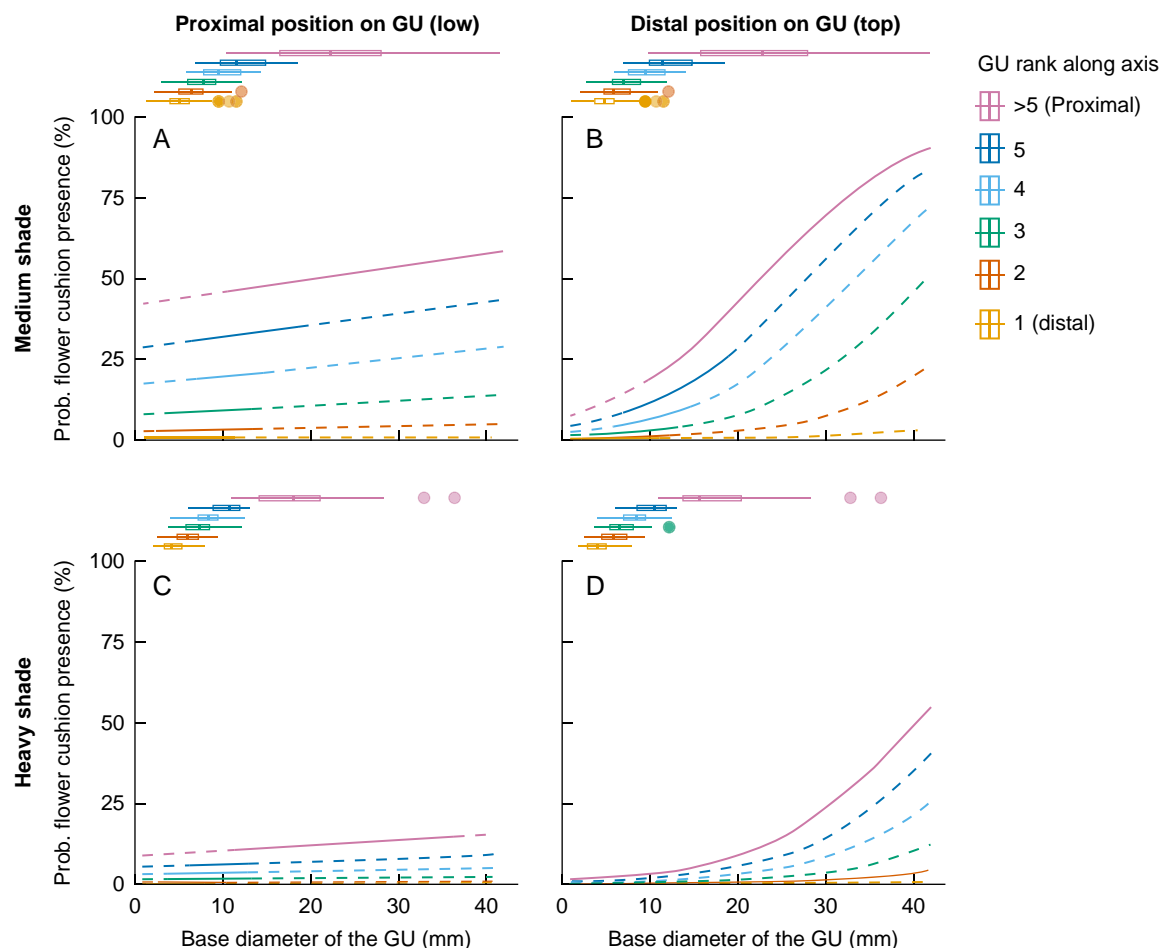 Proximal position on GU (low)
Distal position on GU (top)
GU rank along axis
>5 (Proximal)
5
4
3
2
1 (distal)
Medium shade
Prob. flower cushion presence (%)
100
75
50
25
0
A
B
Heavy shade
Prob. flower cushion presence (%)
100
75
50
25
0
C
D
0 10 20 30 40
0 10 20 30 40
Base diameter of the GU (mm)
Base diameter of the GU (mm)